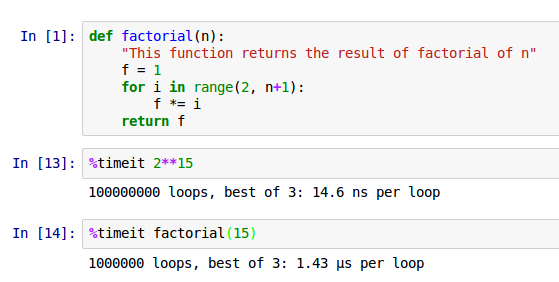 In [1]: def factorial(n):
"This function returns the result of factorial of n"
f = 1
for i in range(2, n+1):
f *= i
return f
In [13]: %timeit 2**15
100000000 loops, best of 3: 14.6 ns per loop
In [14]: %timeit factorial(15)
1000000 loops, best of 3: 1.43 µs per loop